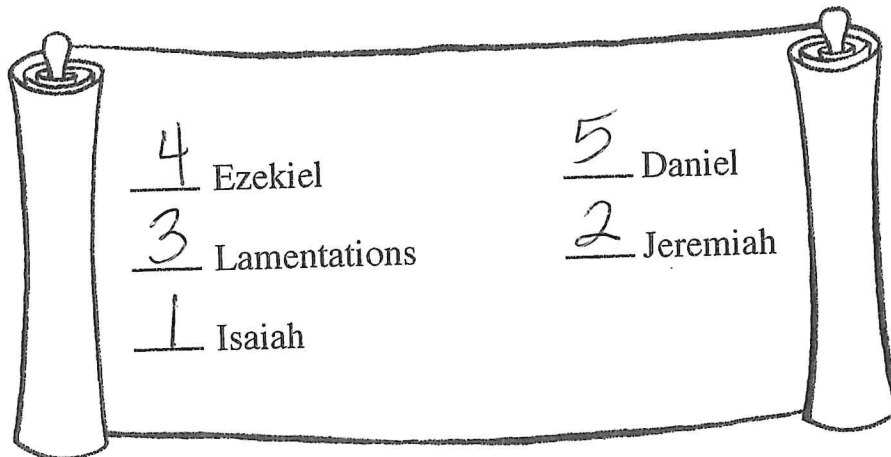 4 Ezekiel
3 Lamentations
1 Isaiah
5 Daniel
2 Jeremiah